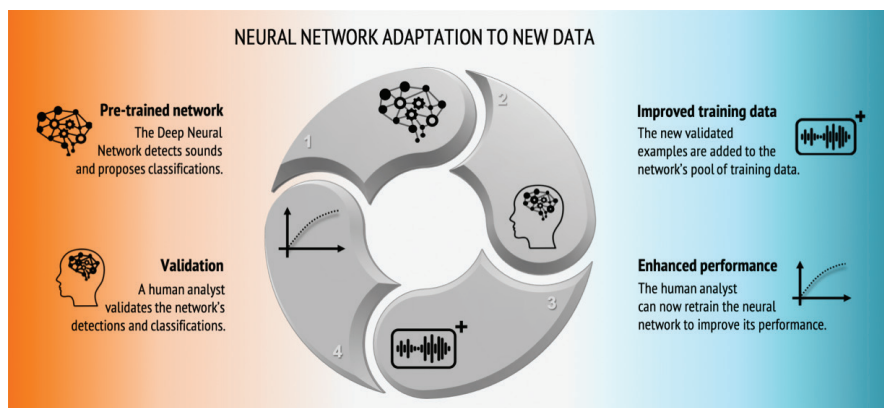 NEURAL NETWORK ADAPTATION TO NEW DATA
Pre-trained network
The Deep Neural
Network detects sounds
and proposes classifications.
Validation
A human analyst
validates the network's
detections and classifications.
1
2
3
4
Improved training data
The new validated
examples are added to the
network's pool of training data.
Enhanced performance
The human analyst
can now retrain the neural
network to improve its performance.